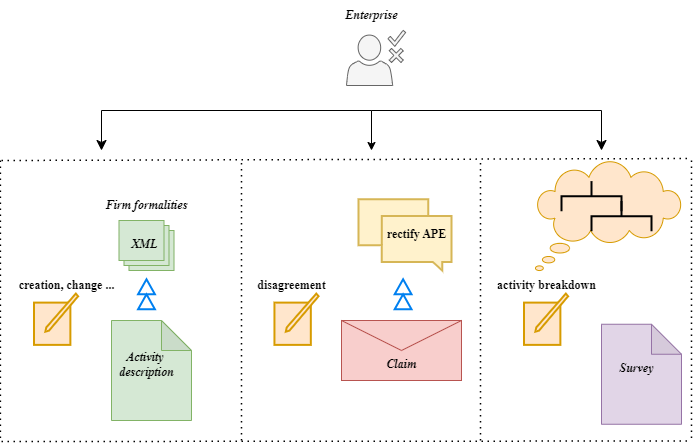 Enterprise
Firm formalities
XML
creation, change ...
Activity
description
rectify APE
disagreement
Claim
activity breakdown
Survey